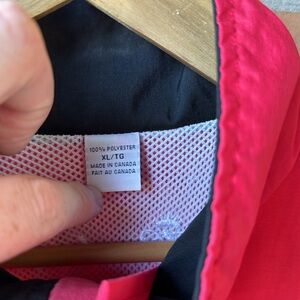 100% POLYESTER
XL/TG
MADE IN CANADA
FAIT AU CANADA